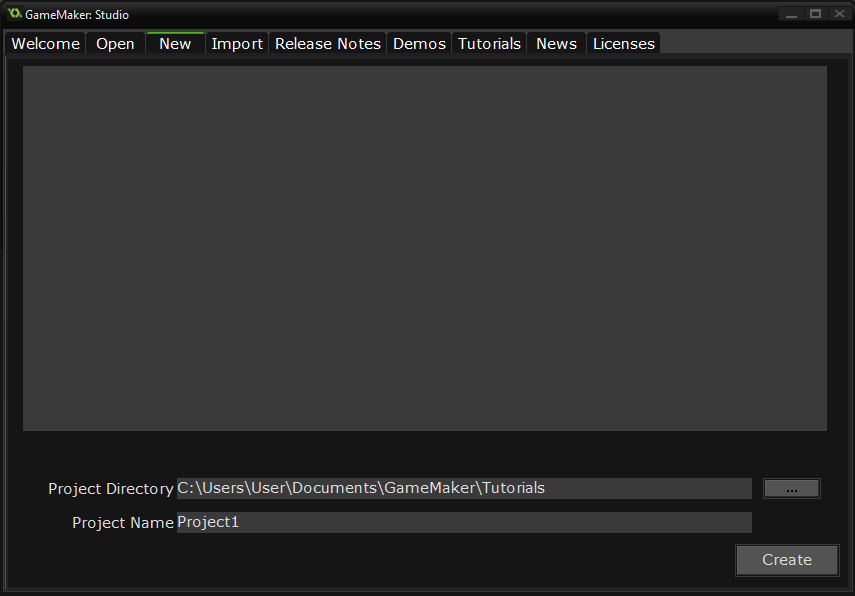 GameMaker: Studio
Welcome Open New Import Release Notes Demos Tutorials News Licenses
Project Directory C:\Users\User\Documents\GameMaker\Tutorials ...
Project Name Project1
Create